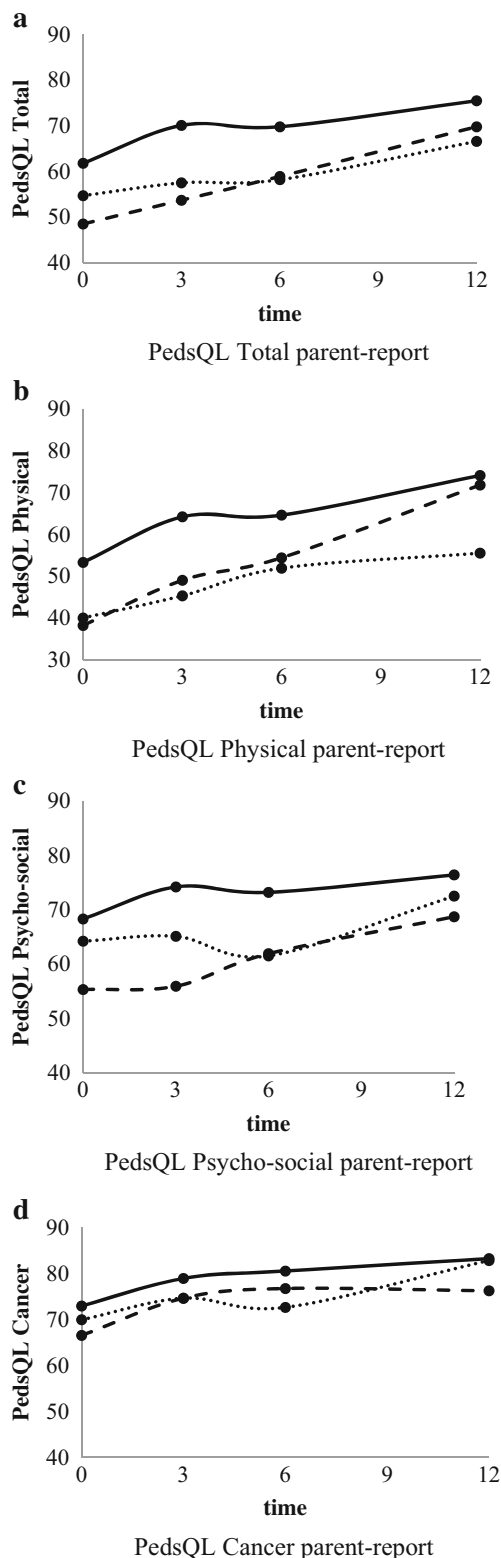 a
90
80
70
60
50
40
PedsQL Total
0 3 6 9 12
time
PedsQL Total parent-report
b
90
80
70
60
50
40
30
PedsQL Physical
0 3 6 9 12
time
PedsQL Physical parent-report
c
90
80
70
60
50
40
PedsQL Psycho-social
0 3 6 9 12
time
PedsQL Psycho-social parent-report
d
90
80
70
60
50
40
PedsQL Cancer
0 3 6 9 12
time
PedsQL Cancer parent-report